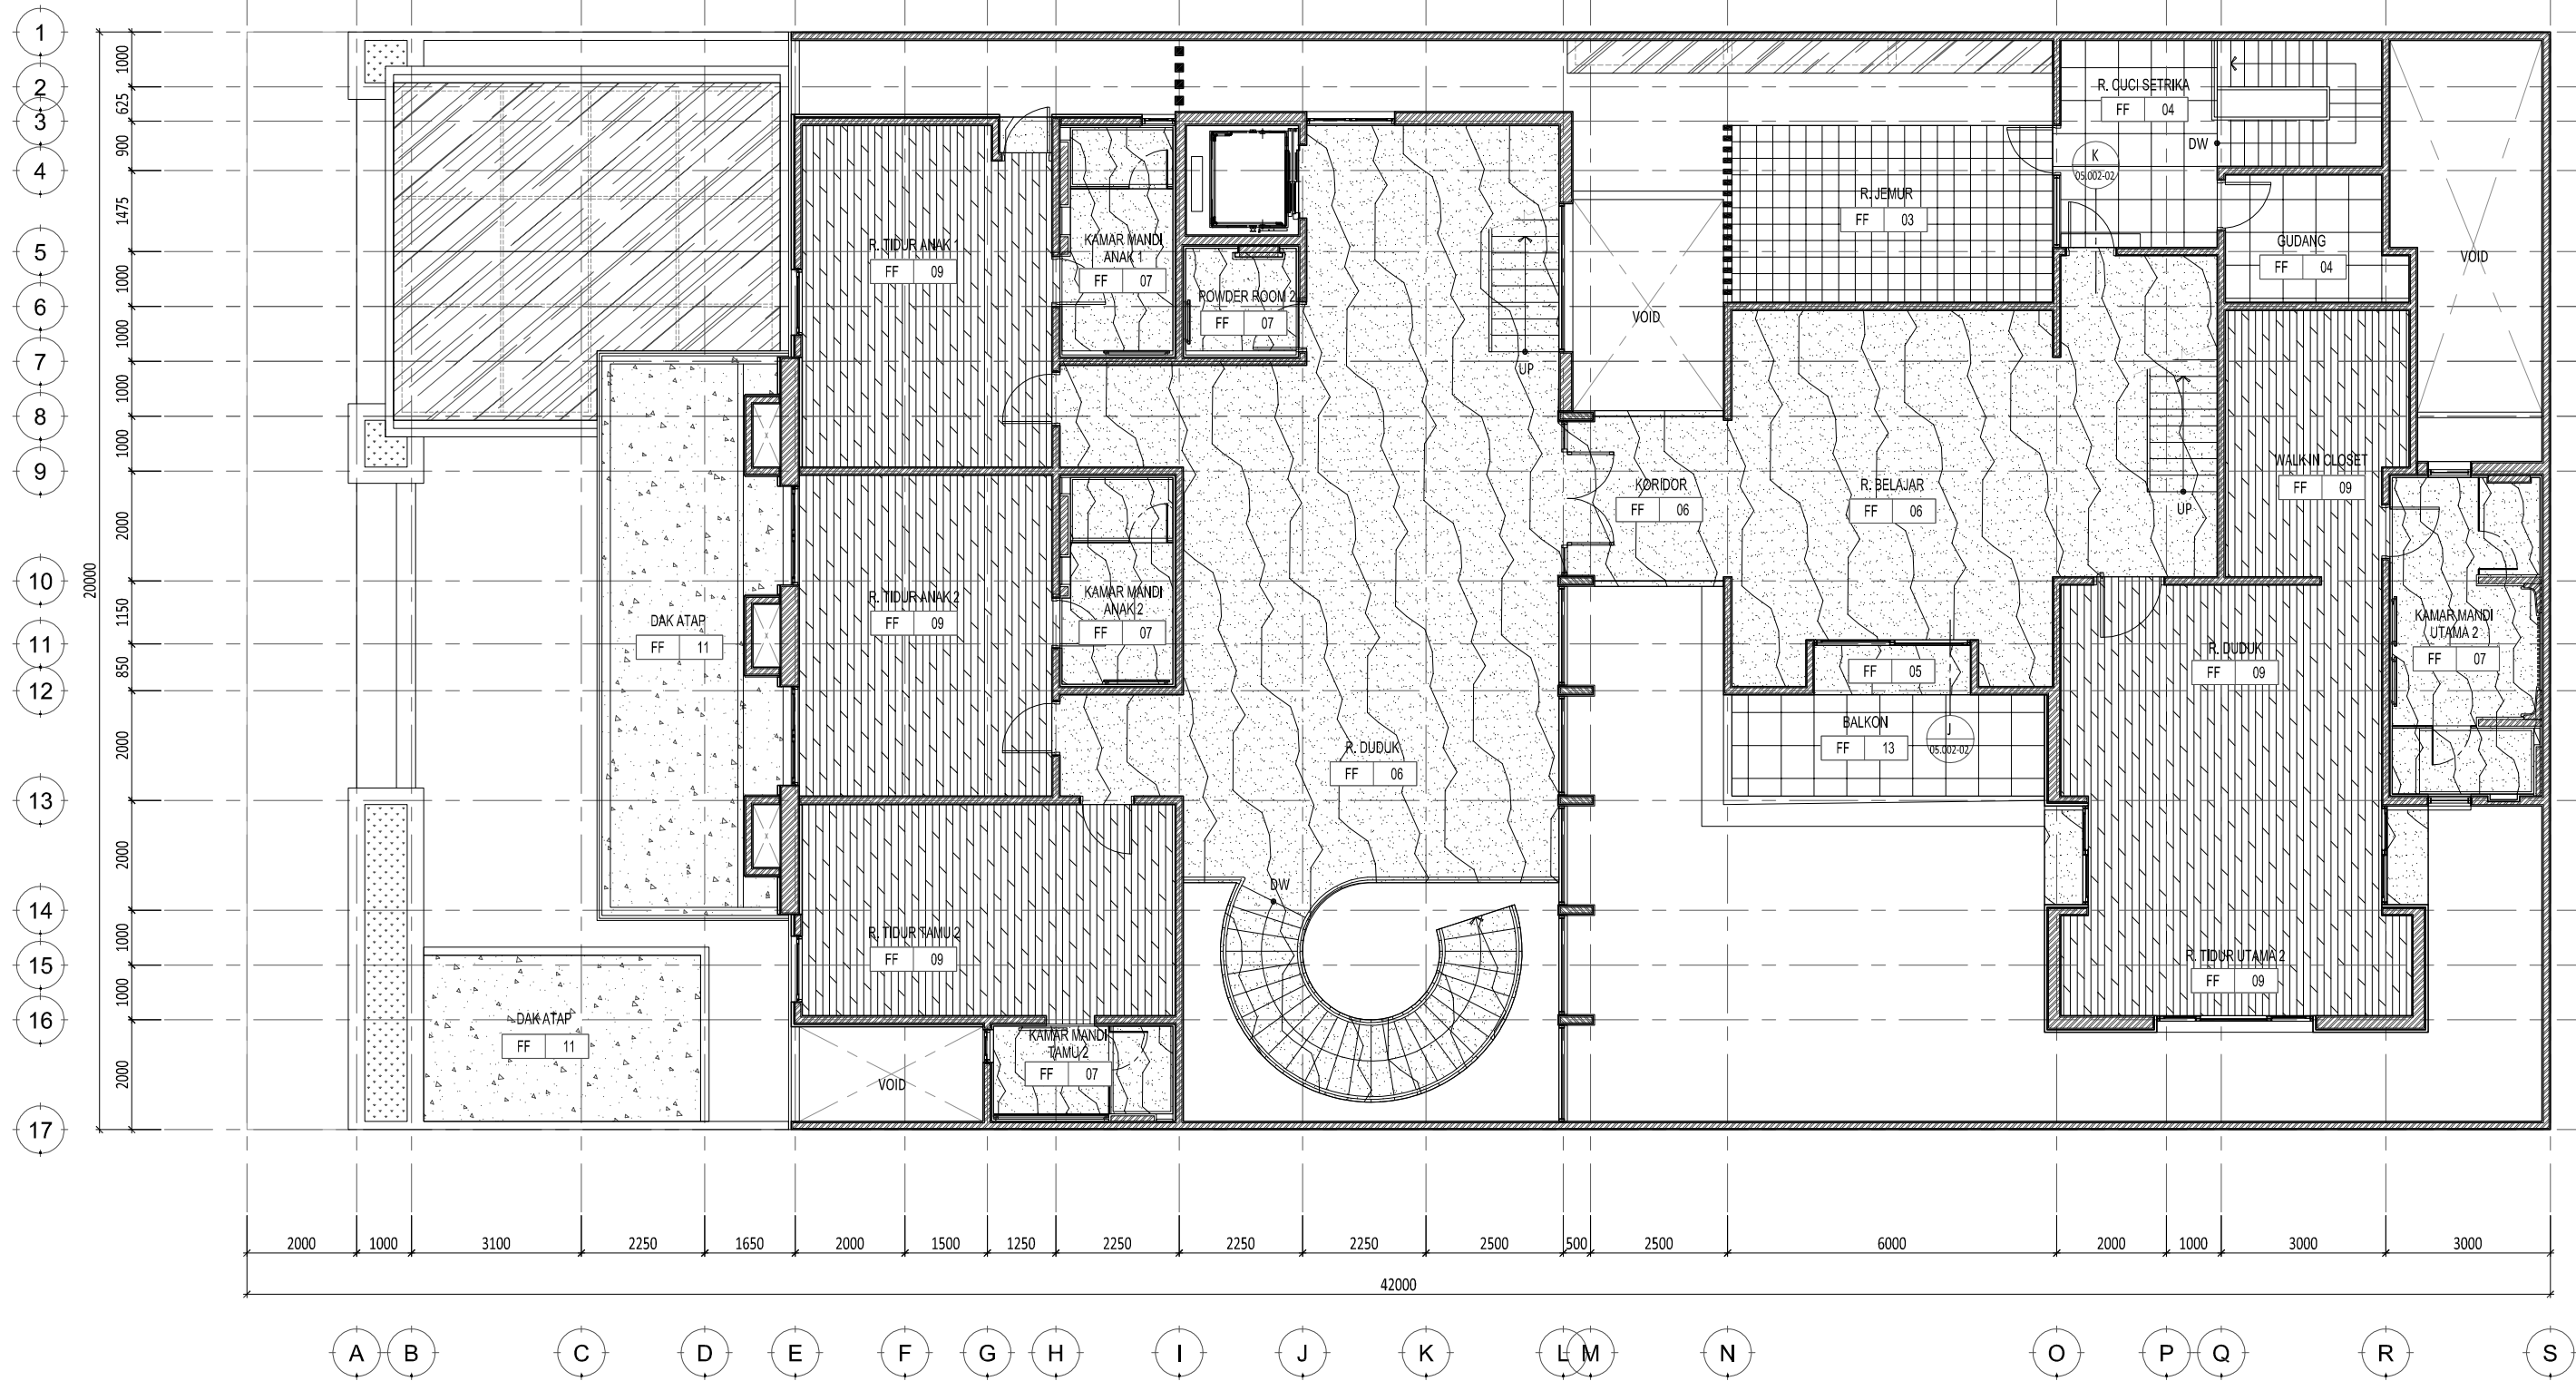 1
2
3
4
5
6
7
8
9
10
11
12
13
14
15
16
17
1000
625
900
1475
1000
1000
1000
1000
2000
1150
850
2000
2000
1000
1000
2000
20000
R. CUCI SETRIKA
FF 04
DW
K
05.002-02
R. JEMUR
FF 03
GUDANG
FF 04
VOID
R. TIDUR ANAK 1
FF 09
KAMAR MANDI
ANAK 1
FF 07
POWDER ROOM 2
FF 07
VOID
UP
KORIDOR
FF 06
R. BELAJAR
FF 06
UP
WALK IN CLOSET
FF 09
DAK ATAP
FF 11
R. TIDUR ANAK 2
FF 09
KAMAR MANDI
ANAK 2
FF 07
KAMAR MANDI
UTAMA 2
FF 07
R. DUDUK
FF 09
FF 05
BALKON
FF 13
J
05.002-02
R. DUDUK
FF 06
DW
R. TIDUR TAMU 2
FF 09
R. TIDUR UTAMA 2
FF 09
DAK ATAP
FF 11
KAMAR MANDI
TAMU 2
FF 07
VOID
2000 1000 3100 2250 1650 2000 1500 1250 2250 2250 2250 2500 500 2500 6000 2000 1000 3000 3000
42000
A B C D E F G H I J K L M N O P Q R S